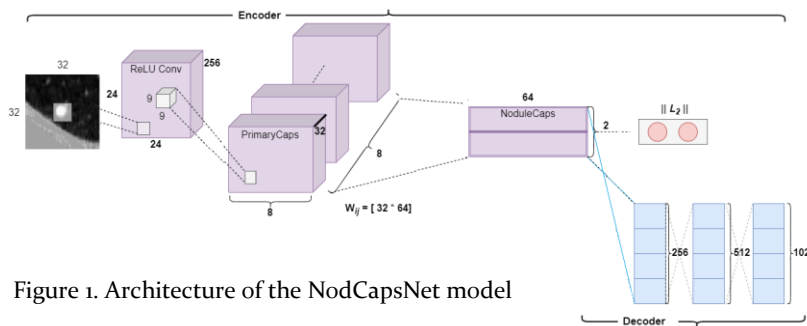 Encoder
32
32
ReLU Conv
256
24
9
9
24
PrimaryCaps
32
8
8
W_ij = [ 32 * 64]
64
NoduleCaps
2
|| L_2 ||
256
512
102
Decoder
Figure 1. Architecture of the NodCapsNet model